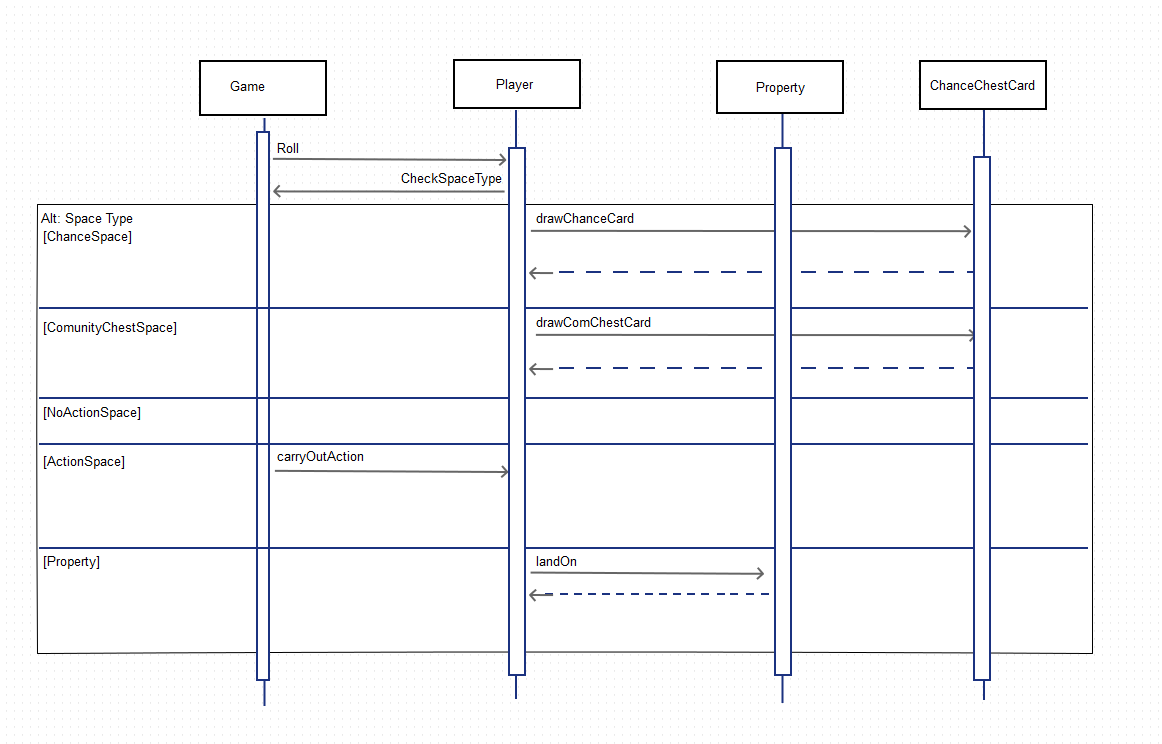 Game
Player
Property
ChanceChestCard
Roll
CheckSpaceType
Alt: Space Type
[ChanceSpace]
drawChanceCard
[ComunityChestSpace]
drawComChestCard
[NoActionSpace]
[ActionSpace]
carryOutAction
[Property]
landOn